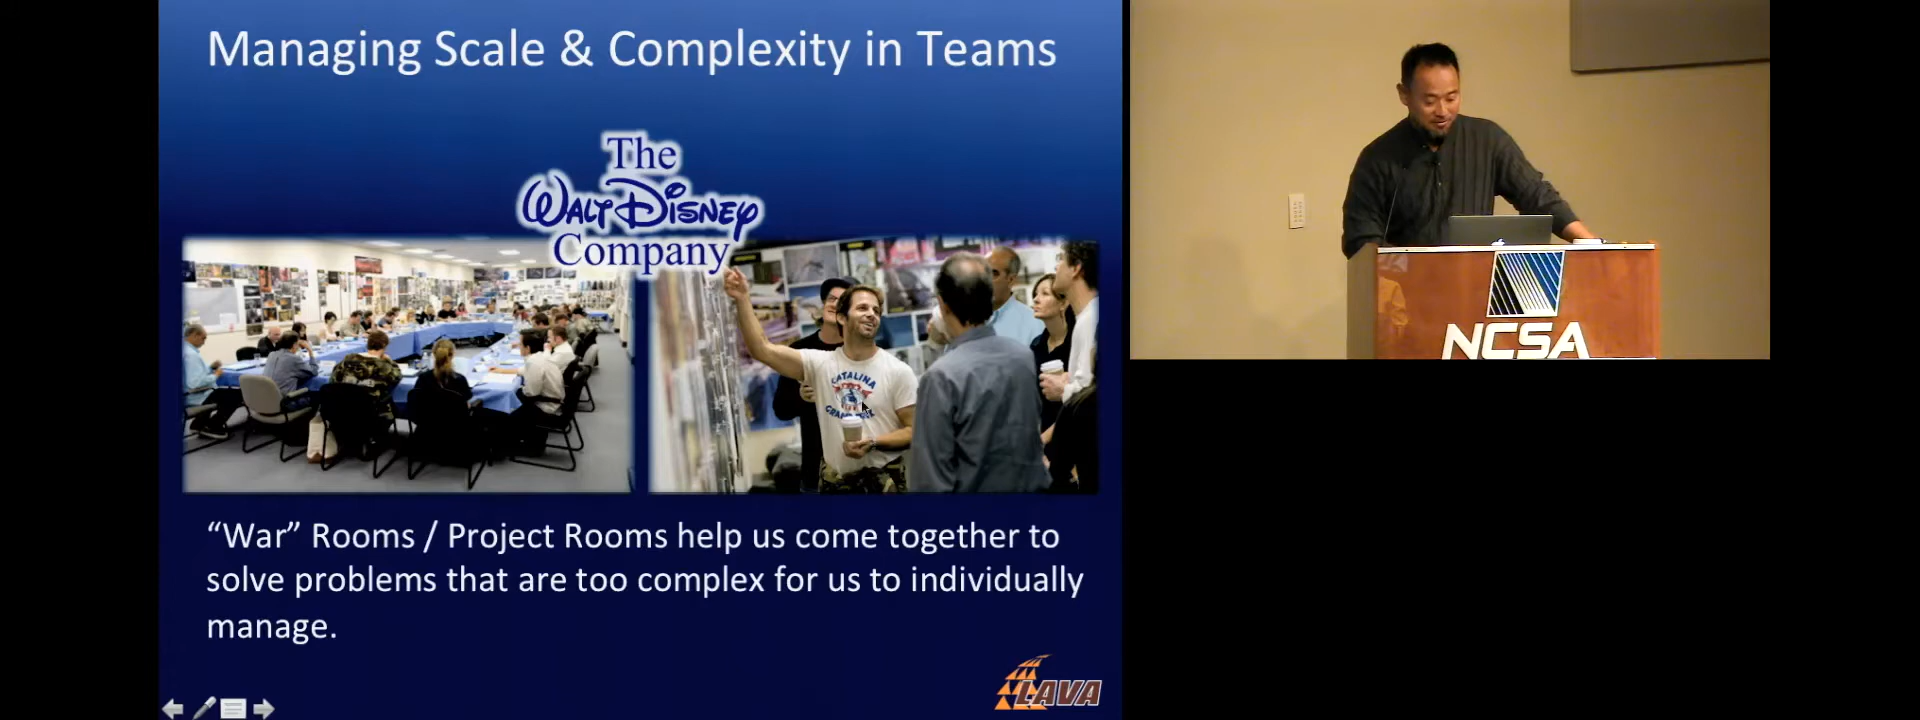 Managing Scale & Complexity in Teams
The
WALT DISNEY
Company
CATALINA
“War” Rooms / Project Rooms help us come together to
solve problems that are too complex for us to individually
manage.
LAVA
NCSA